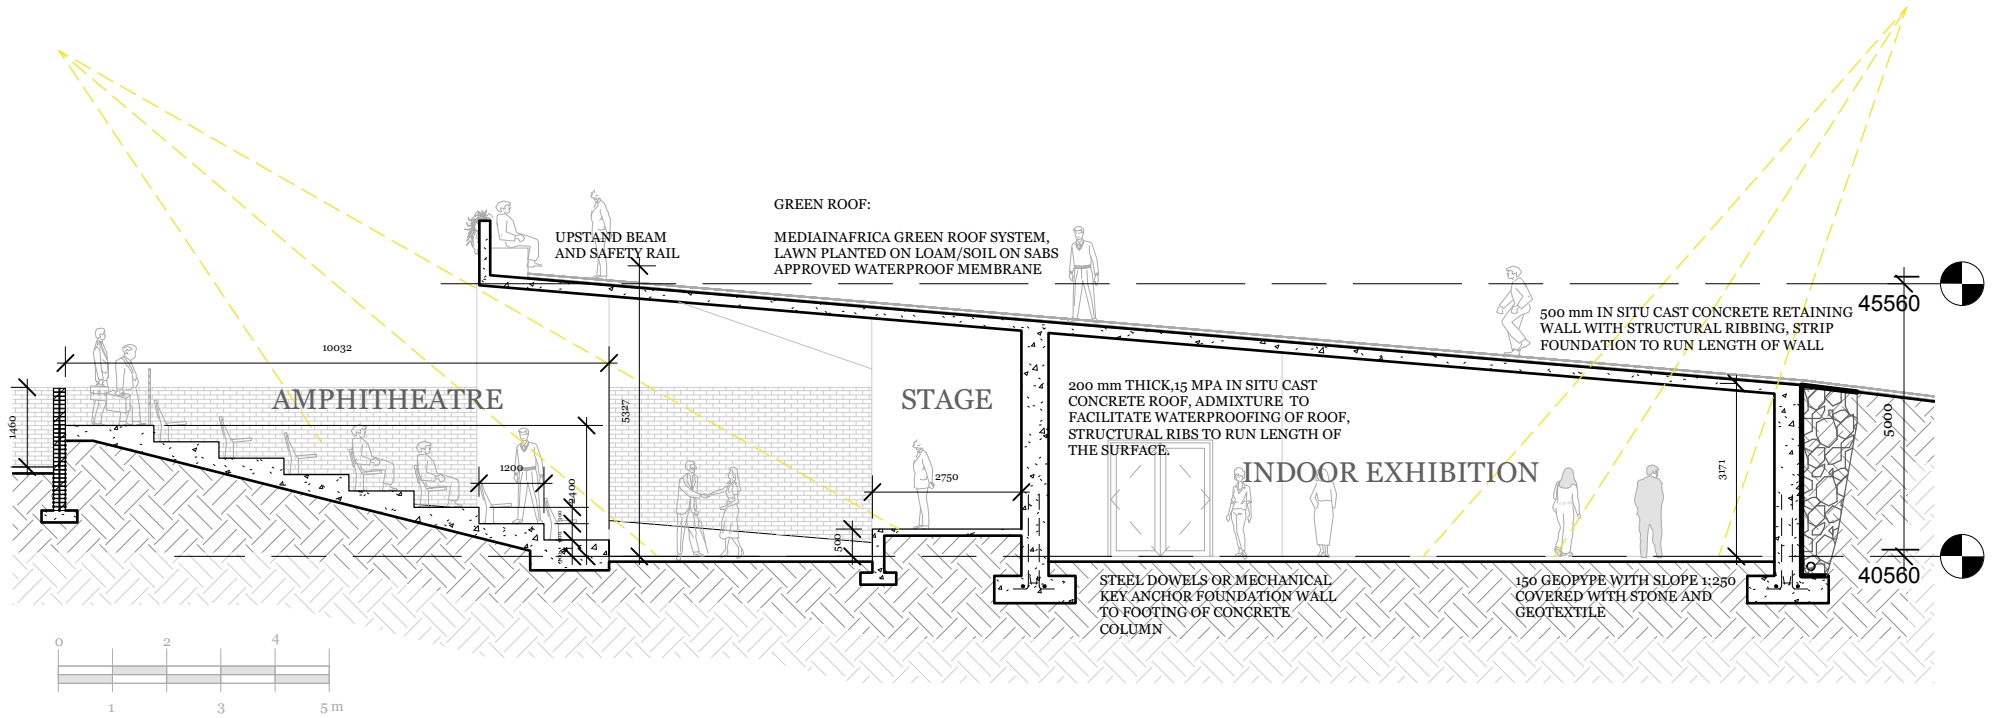 GREEN ROOF:
UPSTAND BEAM
AND SAFETY RAIL
MEDIAINAFRICA GREEN ROOF SYSTEM,
LAWN PLANTED ON LOAM/SOIL ON SABS
APPROVED WATERPROOF MEMBRANE
45560
500 mm IN SITU CAST CONCRETE RETAINING
WALL WITH STRUCTURAL RIBBING, STRIP
FOUNDATION TO RUN LENGTH OF WALL
10032
AMPHITHEATRE
STAGE
200 mm THICK,15 MPA IN SITU CAST
CONCRETE ROOF, ADMIXTURE TO
FACILITATE WATERPROOFING OF ROOF,
STRUCTURAL RIBS TO RUN LENGTH OF
THE SURFACE.
1460
5327
5000
1200
2400
2750
INDOOR EXHIBITION
3171
500
40560
STEEL DOWELS OR MECHANICAL
KEY ANCHOR FOUNDATION WALL
TO FOOTING OF CONCRETE
COLUMN
150 GEOPYPE WITH SLOPE 1:250
COVERED WITH STONE AND
GEOTEXTILE
0 2 4
1 3 5 m